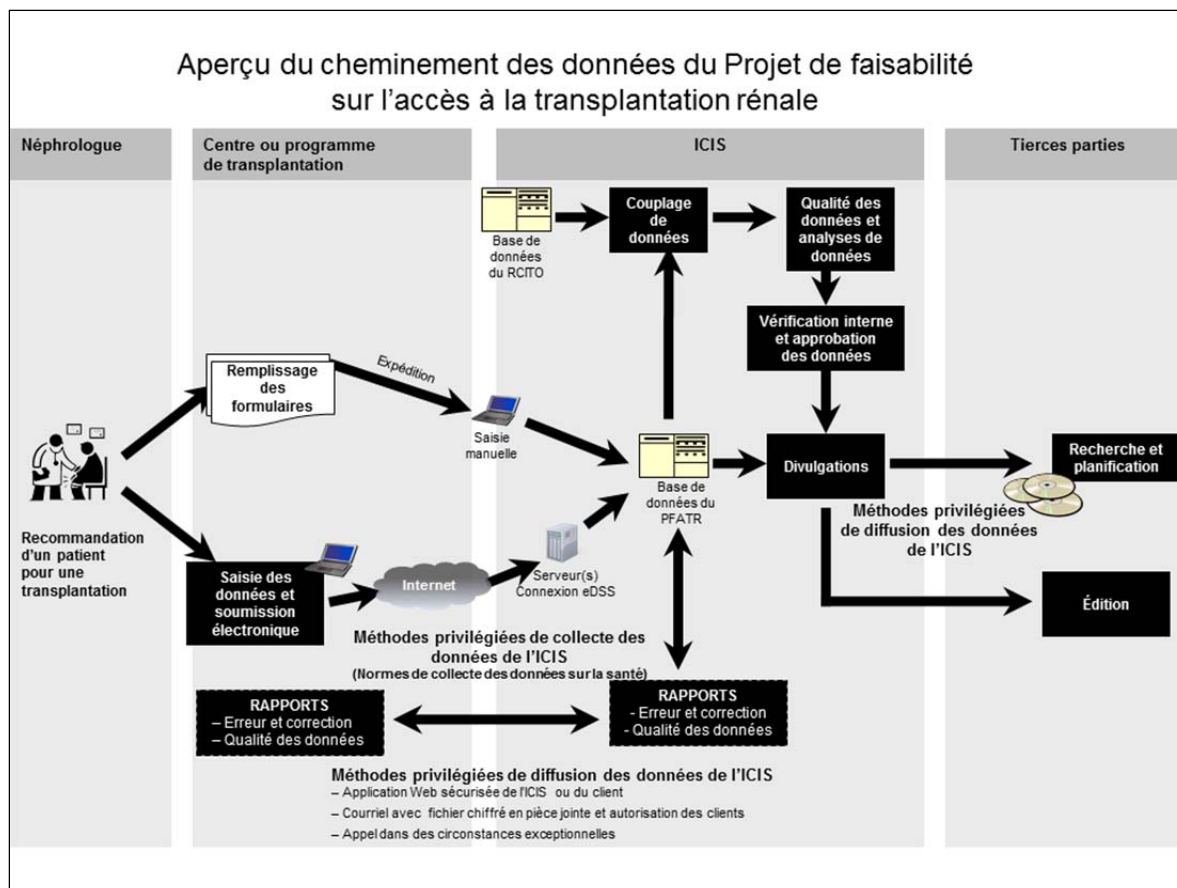 Aperçu du cheminement des données du Projet de faisabilité
sur l'accès à la transplantation rénale
Néphrologue
Centre ou programme
de transplantation
ICIS
Tierces parties
Base de
données
du RCITO
Couplage
de
données
Qualité des
données et
analyses de
données
Vérification interne
et approbation
des données
Remplissage
des
formulaires
Expédition
Saisie
manuelle
Base de
données du
PFATR
Divulgations
Recherche et
planification
Méthodes privilégiées
de diffusion des données
de l'ICIS
Recommandation
d'un patient
pour une
transplantation
Saisie des
données et
soumission
électronique
Internet
Serveur(s)
Connexion eDSS
Édition
Méthodes privilégiées de collecte des
données de l'ICIS
(Normes de collecte des données sur la santé)
RAPPORTS
– Erreur et correction
– Qualité des données
RAPPORTS
- Erreur et correction
- Qualité des données
Méthodes privilégiées de diffusion des données de l'ICIS
– Application Web sécurisée de l'ICIS ou du client
– Courriel avec fichier chiffré en pièce jointe et autorisation des clients
– Appel dans des circonstances exceptionnelles